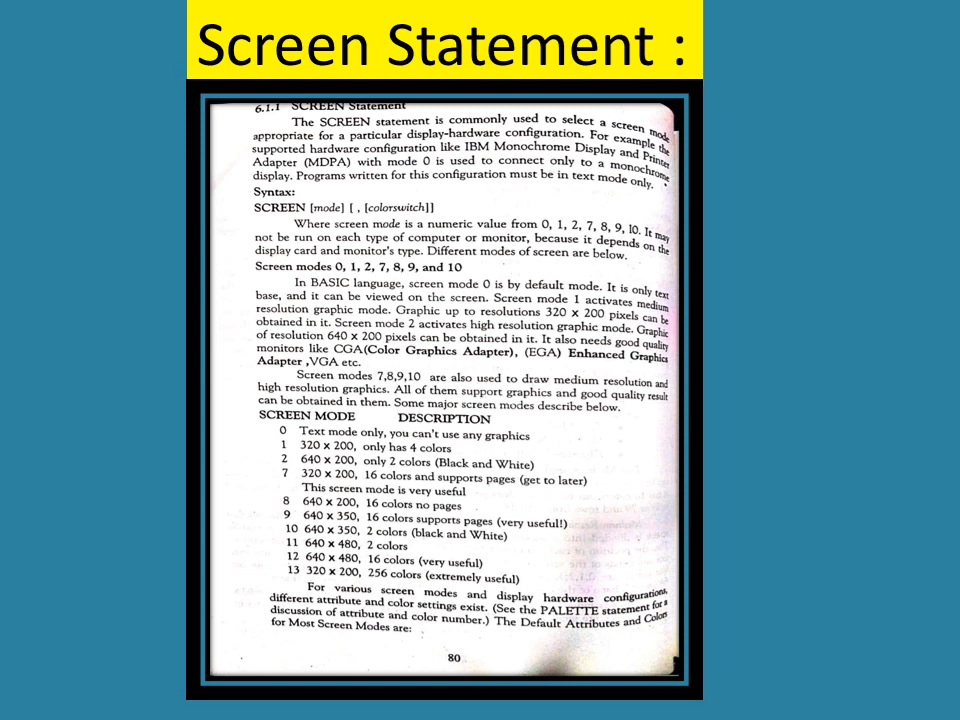 Screen Statement :
6.1.1 SCREEN Statement
The SCREEN statement is commonly used to select a screen mode
appropriate for a particular display-hardware configuration. For example the
supported hardware configuration like IBM Monochrome Display and Printer
Adapter (MDPA) with mode 0 is used to connect only to a monochrome
display. Programs written for this configuration must be in text mode only.
Syntax:
SCREEN [mode] [ , [colorswitch]]
Where screen mode is a numeric value from 0, 1, 2, 7, 8, 9, 10. It may
not be run on each type of computer or monitor, because it depends on the
display card and monitor's type. Different modes of screen are below.
Screen modes 0, 1, 2, 7, 8, 9, and 10
In BASIC language, screen mode 0 is by default mode. It is only text
base, and it can be viewed on the screen. Screen mode 1 activates medium
resolution graphic mode. Graphic up to resolutions 320 x 200 pixels can be
obtained in it. Screen mode 2 activates high resolution graphic mode. Graphic
of resolution 640 x 200 pixels can be obtained in it. It also needs good quality
monitors like CGA(Color Graphics Adapter), (EGA) Enhanced Graphics
Adapter ,VGA etc.
Screen modes 7,8,9,10 are also used to draw medium resolution and
high resolution graphics. All of them support graphics and good quality result
can be obtained in them. Some major screen modes describe below.
SCREEN MODE DESCRIPTION
0 Text mode only, you can't use any graphics
1 320 x 200, only has 4 colors
2 640 x 200, only 2 colors (Black and White)
7 320 x 200, 16 colors and supports pages (get to later)
This screen mode is very useful
8 640 x 200, 16 colors no pages
9 640 x 350, 16 colors supports pages (very useful!)
10 640 x 350, 2 colors (black and White)
11 640 x 480, 2 colors
12 640 x 480, 16 colors (very useful)
13 320 x 200, 256 colors (extremely useful)
For various screen modes and display hardware configurations,
different attribute and color settings exist. (See the PALETTE statement for a
discussion of attribute and color number.) The Default Attributes and Colors
for Most Screen Modes are:
80